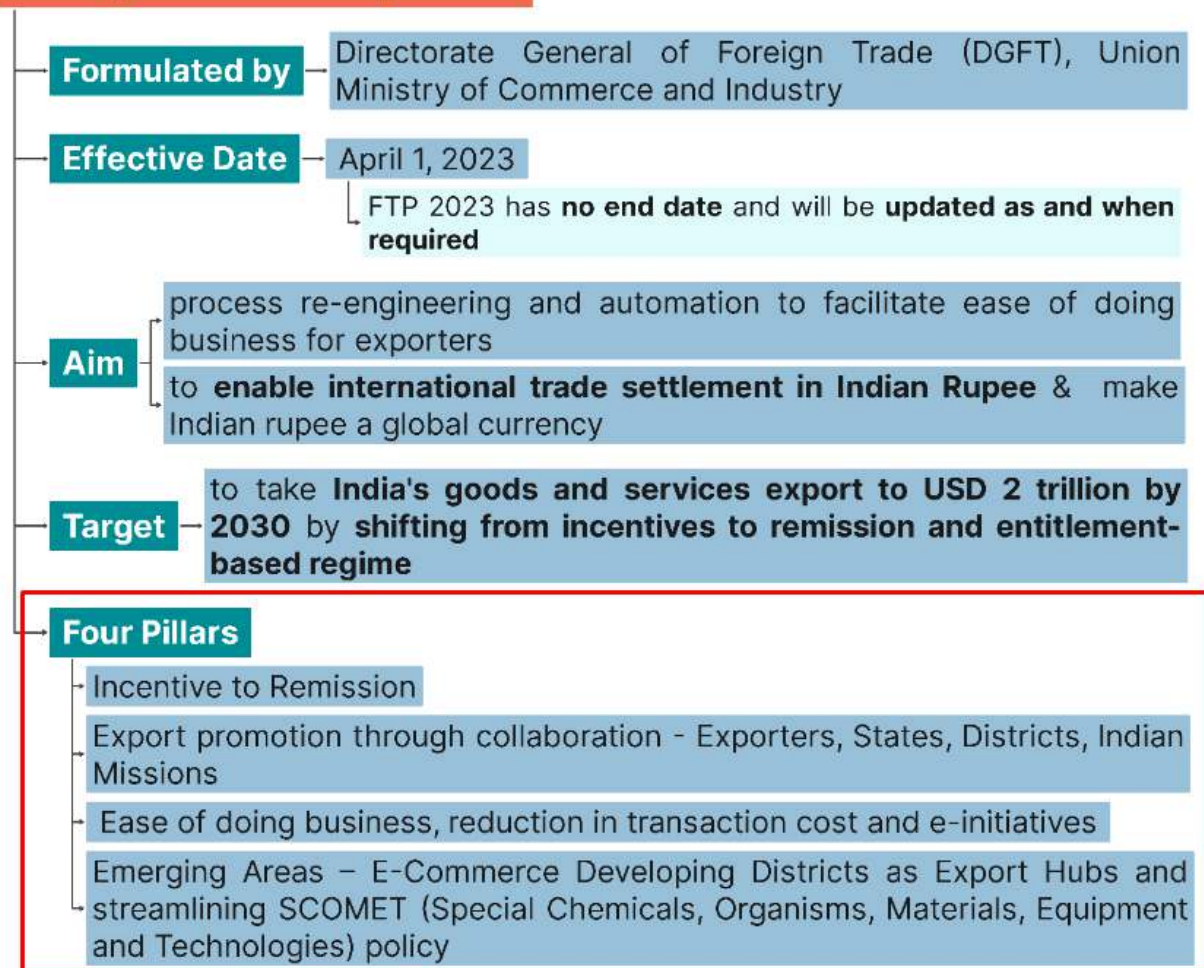 Formulated by
Directorate General of Foreign Trade (DGFT), Union
Ministry of Commerce and Industry
Effective Date
April 1, 2023
FTP 2023 has no end date and will be updated as and when
required
Aim
process re-engineering and automation to facilitate ease of doing
business for exporters
to enable international trade settlement in Indian Rupee & make
Indian rupee a global currency
Target
to take India's goods and services export to USD 2 trillion by
2030 by shifting from incentives to remission and entitlement-
based regime
Four Pillars
Incentive to Remission
Export promotion through collaboration - Exporters, States, Districts, Indian
Missions
Ease of doing business, reduction in transaction cost and e-initiatives
Emerging Areas – E-Commerce Developing Districts as Export Hubs and
streamlining SCOMET (Special Chemicals, Organisms, Materials, Equipment
and Technologies) policy